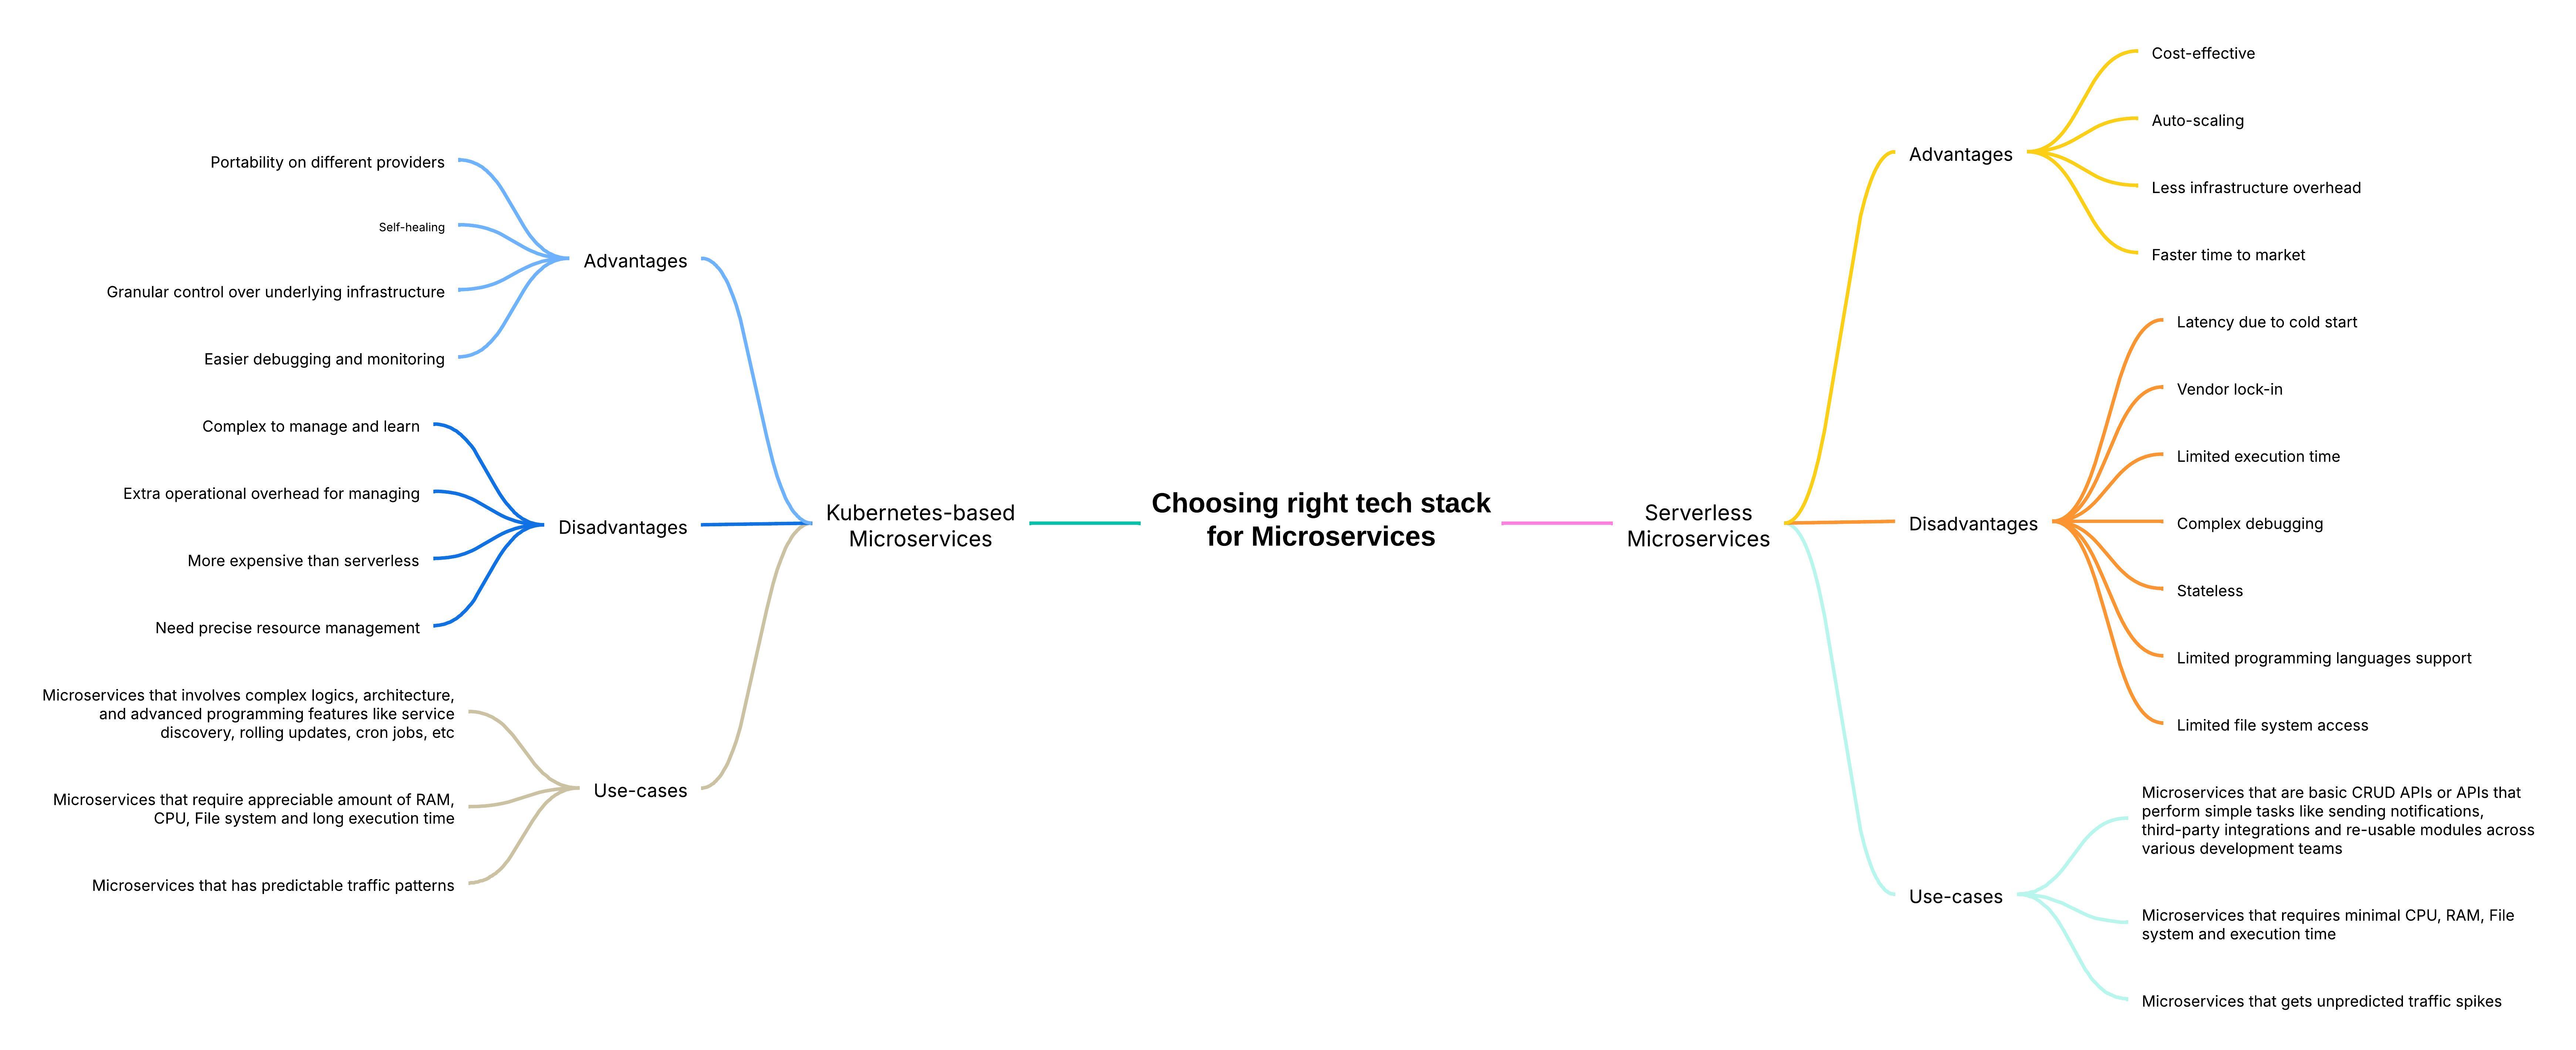 Choosing right tech stack
for Microservices
Kubernetes-based
Microservices
Advantages
Portability on different providers
Self-healing
Granular control over underlying infrastructure
Easier debugging and monitoring
Disadvantages
Complex to manage and learn
Extra operational overhead for managing
More expensive than serverless
Need precise resource management
Use-cases
Microservices that involves complex logics, architecture,
and advanced programming features like service
discovery, rolling updates, cron jobs, etc
Microservices that require appreciable amount of RAM,
CPU, File system and long execution time
Microservices that has predictable traffic patterns
Serverless
Microservices
Advantages
Cost-effective
Auto-scaling
Less infrastructure overhead
Faster time to market
Disadvantages
Latency due to cold start
Vendor lock-in
Limited execution time
Complex debugging
Stateless
Limited programming languages support
Limited file system access
Use-cases
Microservices that are basic CRUD APIs or APIs that
perform simple tasks like sending notifications,
third-party integrations and re-usable modules across
various development teams
Microservices that requires minimal CPU, RAM, File
system and execution time
Microservices that gets unpredicted traffic spikes